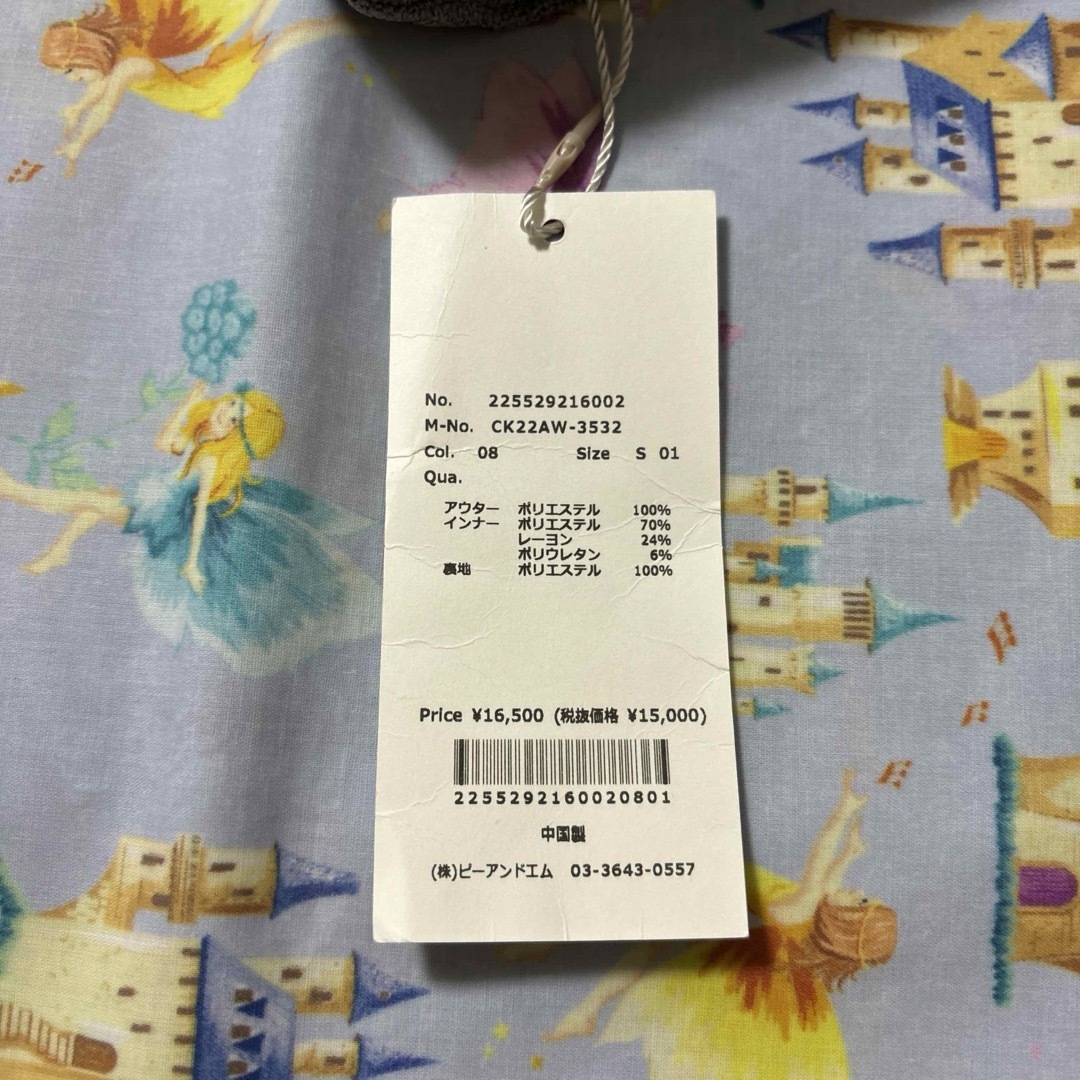 No. 225529216002
M-No. CK22AW-3532
Col. 08 Size S 01
Qua.
アウター ポリエステル 100%
インナー ポリエステル 70%
レーヨン 24%
ポリウレタン 6%
裏地 ポリエステル 100%
Price ¥16,500 (税抜価格 ¥15,000)
2255292160020801
中国製
(株)ピーアンドエム 03-3643-0557